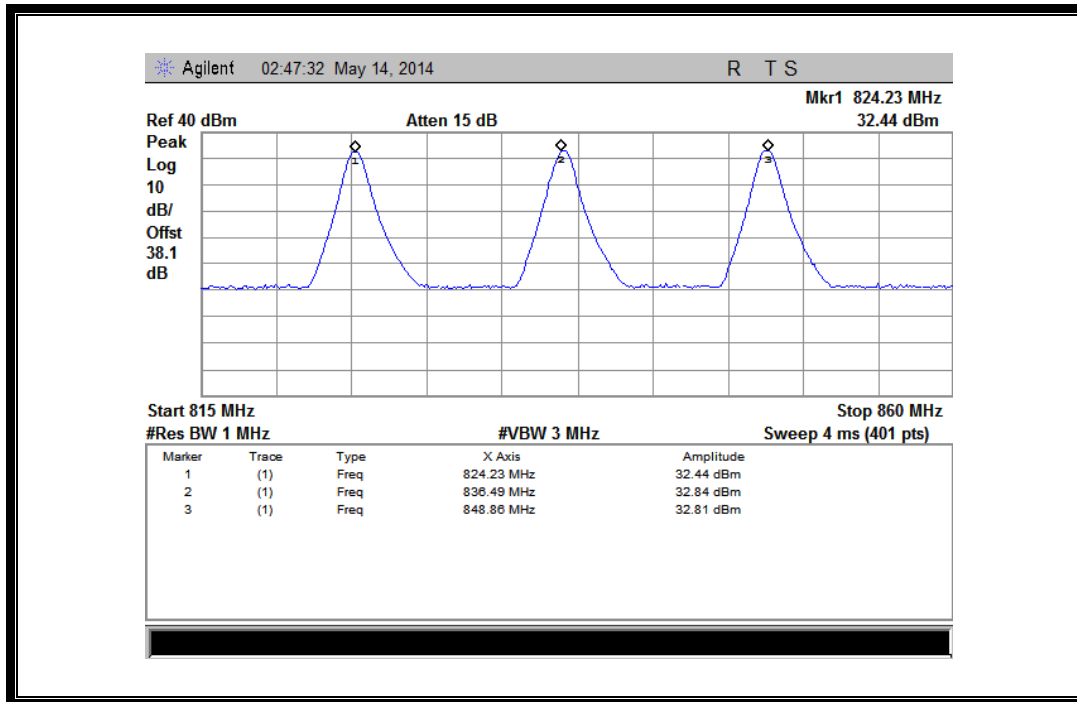 Agilent 02:47:32 May 14, 2014 R T S
Mkr1 824.23 MHz
Ref 40 dBm Atten 15 dB 32.44 dBm
Peak
Log
10
dB/
Offst
38.1
dB
1 2 3
Start 815 MHz Stop 860 MHz
#Res BW 1 MHz #VBW 3 MHz Sweep 4 ms (401 pts)
Marker Trace Type X Axis Amplitude
1 (1) Freq 824.23 MHz 32.44 dBm
2 (1) Freq 836.49 MHz 32.84 dBm
3 (1) Freq 848.86 MHz 32.81 dBm